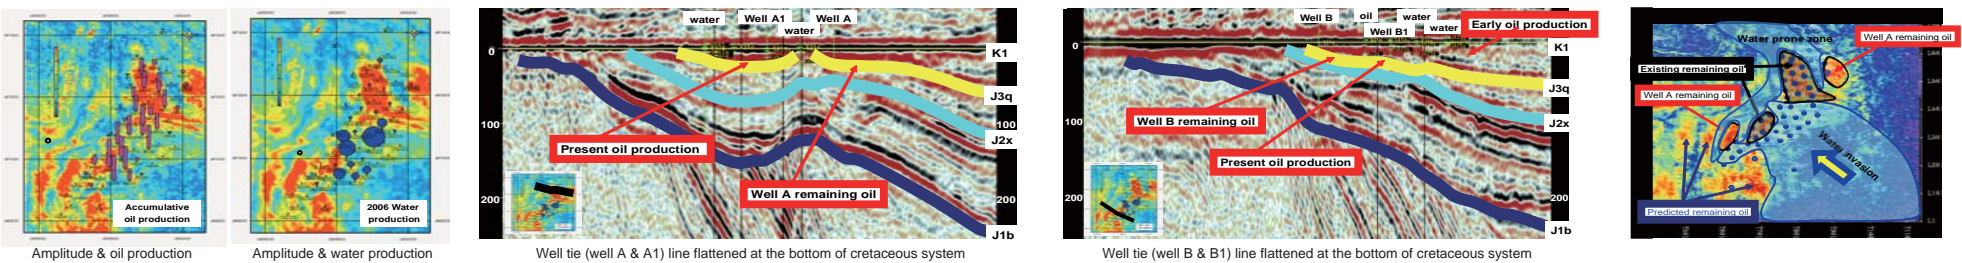 Accumulative
oil production
Amplitude & oil production
2006 Water
production
Amplitude & water production
water
Well A1
water
Well A
0
100
200
K1
J3q
100
J2x
200
J1b
Present oil production
Well A remaining oil
Well tie (well A & A1) line flattened at the bottom of cretaceous system
Well B
oil
Well B1
water
water
Early oil production
0
100
200
K1
J3q
J2x
200
J1b
Well B remaining oil
Present oil production
Well tie (well B & B1) line flattened at the bottom of cretaceous system
Water prone zone
Well A remaining oil
Existing remaining oil
Well A remaining oil
Water invasion
Predicted remaining oil